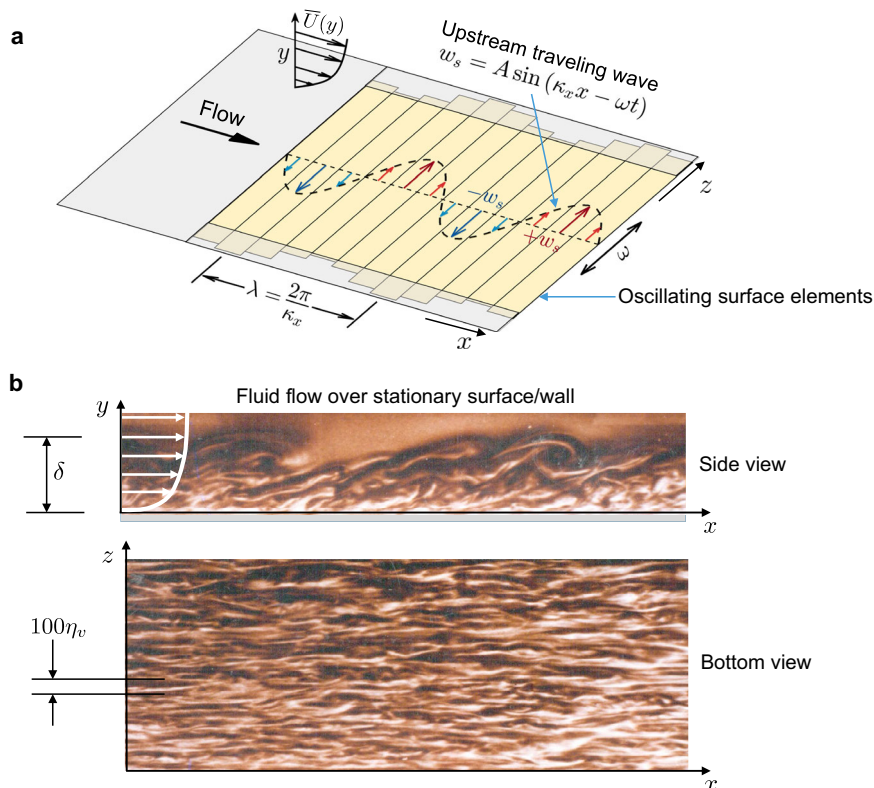 a
U̅(y)
y
Upstream traveling wave
w_s = A sin (κ_x x − ωt)
Flow
−w_s
+w_s
z
ω
Oscillating surface elements
λ = 2π/κ_x
x
b
Fluid flow over stationary surface/wall
y
δ
Side view
x
z
100η_v
Bottom view
x